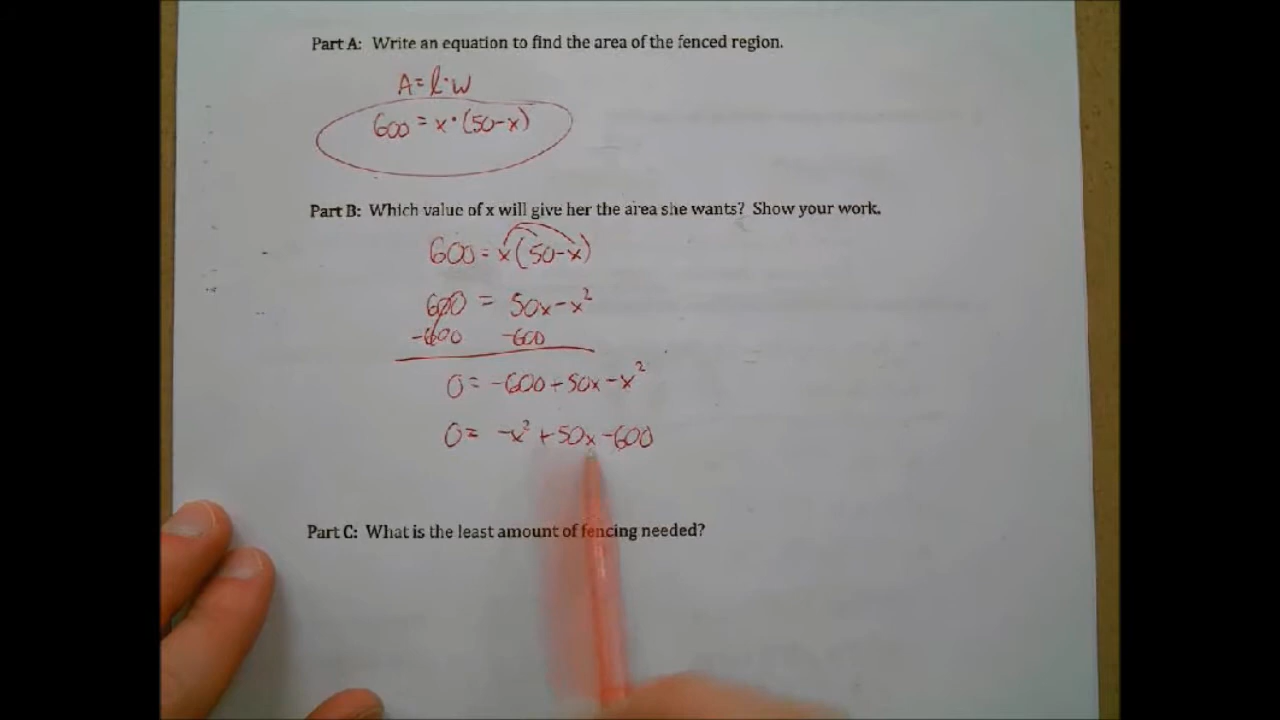 Part A: Write an equation to find the area of the fenced region.
A = l · w
600 = x · (50 - x)
Part B: Which value of x will give her the area she wants? Show your work.
600 = x (50 - x)
600 = 50x - x²
-600 -600
0 = -600 + 50x - x²
0 = -x² + 50x - 600
Part C: What is the least amount of fencing needed?